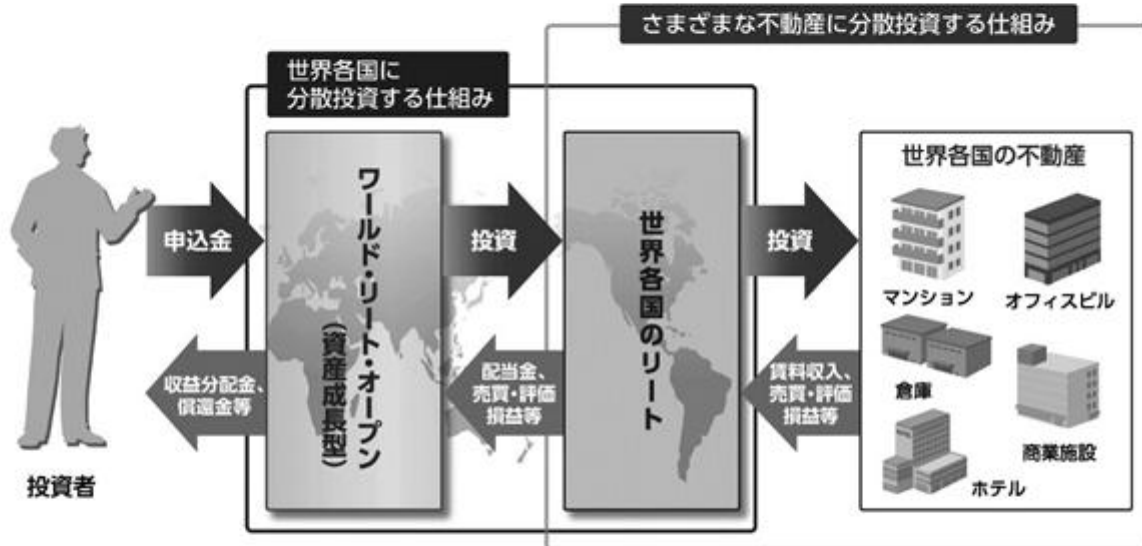 さまざまな不動産に分散投資する仕組み
世界各国に
分散投資する仕組み
投資者
申込金
収益分配金、
償還金等
ワールド・リート・オープン
(資産成長型)
投資
配当金、
売買・評価
損益等
世界各国のリート
投資
賃料収入、
売買・評価
損益等
世界各国の不動産
マンション
オフィスビル
倉庫
商業施設
ホテル